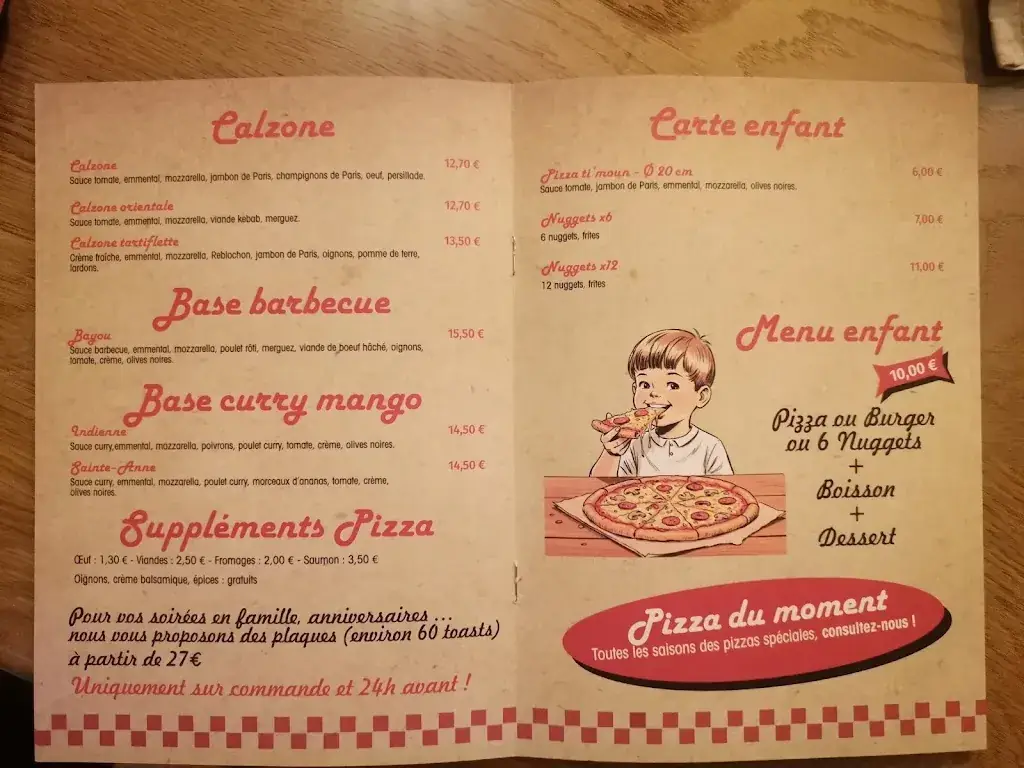 Calzone
Calzone 12,70 €
Sauce tomate, emmental, mozzarella, jambon de Paris, champignons de Paris, oeuf, persillade.
Calzone orientale 12,70 €
Sauce tomate, emmental, mozzarella, viande kebab, merguez.
Calzone tartiflette 13,50 €
Crème fraîche, emmental, mozzarella, Reblochon, jambon de Paris, oignons, pomme de terre,
lardons.
Base barbecue
Bayou 15,50 €
Sauce barbecue, emmental, mozzarella, poulet rôti, merguez, viande de boeuf hâché, oignons,
tomate, crème, olives noires.
Base curry mango
Indienne 14,50 €
Sauce curry,emmental, mozzarella, poivrons, poulet curry, tomate, crème, olives noires.
Sainte-Anne 14,50 €
Sauce curry, emmental, mozzarella, poulet curry, morceaux d'ananas, tomate, crème,
olives noires.
Suppléments Pizza
Œuf : 1,30 € - Viandes : 2,50 € - Fromages : 2,00 € - Saumon : 3,50 €
Oignons, crème balsamique, épices : gratuits
Pour vos soirées en famille, anniversaires ...
nous vous proposons des plaques (environ 60 toasts)
à partir de 27€
Uniquement sur commande et 24h avant !
Carte enfant
Pizza ti'moun - Ø 20 cm 6,00 €
Sauce tomate, jambon de Paris, emmental, mozzarella, olives noires.
Nuggets x6 7,00 €
6 nuggets, frites
Nuggets x12 11,00 €
12 nuggets, frites
Menu enfant
10,00 €
Pizza ou Burger
ou 6 Nuggets
+
Boisson
+
Dessert
Pizza du moment
Toutes les saisons des pizzas spéciales, consultez-nous !